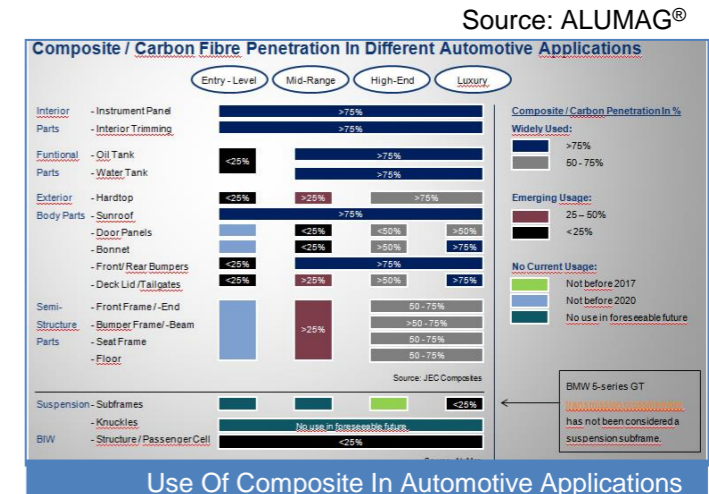 Source: ALUMAG®
Composite / Carbon Fibre Penetration In Different Automotive Applications
Entry - Level Mid-Range High-End Luxury
Interior - Instrument Panel >75%
Parts - Interior Trimming >75%
Composite / Carbon Penetration In %
Widely Used:
>75%
50 - 75%
Funtional - Oil Tank <25% >75%
Parts - Water Tank >75%
Exterior - Hardtop <25% >25% >75%
Body Parts - Sunroof >75%
- Door Panels <25% <50% >50%
- Bonnet <25% >50% >75%
- Front/ Rear Bumpers <25% >75%
- Deck Lid /Tailgates <25% >25% >50% >75%
Emerging Usage:
25 – 50%
<25%
No Current Usage:
Not before 2017
Not before 2020
No use in foreseeable future
Semi- - Front Frame / -End 50 - 75%
Structure - Bumper Frame/ -Beam >25% >50 - 75%
Parts - Seat Frame 50 - 75%
- Floor 50 - 75%
Source: JEC Composites
Suspension - Subframes <25%
- Knuckles No use in foreseeable future
BIW - Structure / Passenger Cell <25%
BMW 5-series GT
has not been considered a
suspension subframe.
Use Of Composite In Automotive Applications